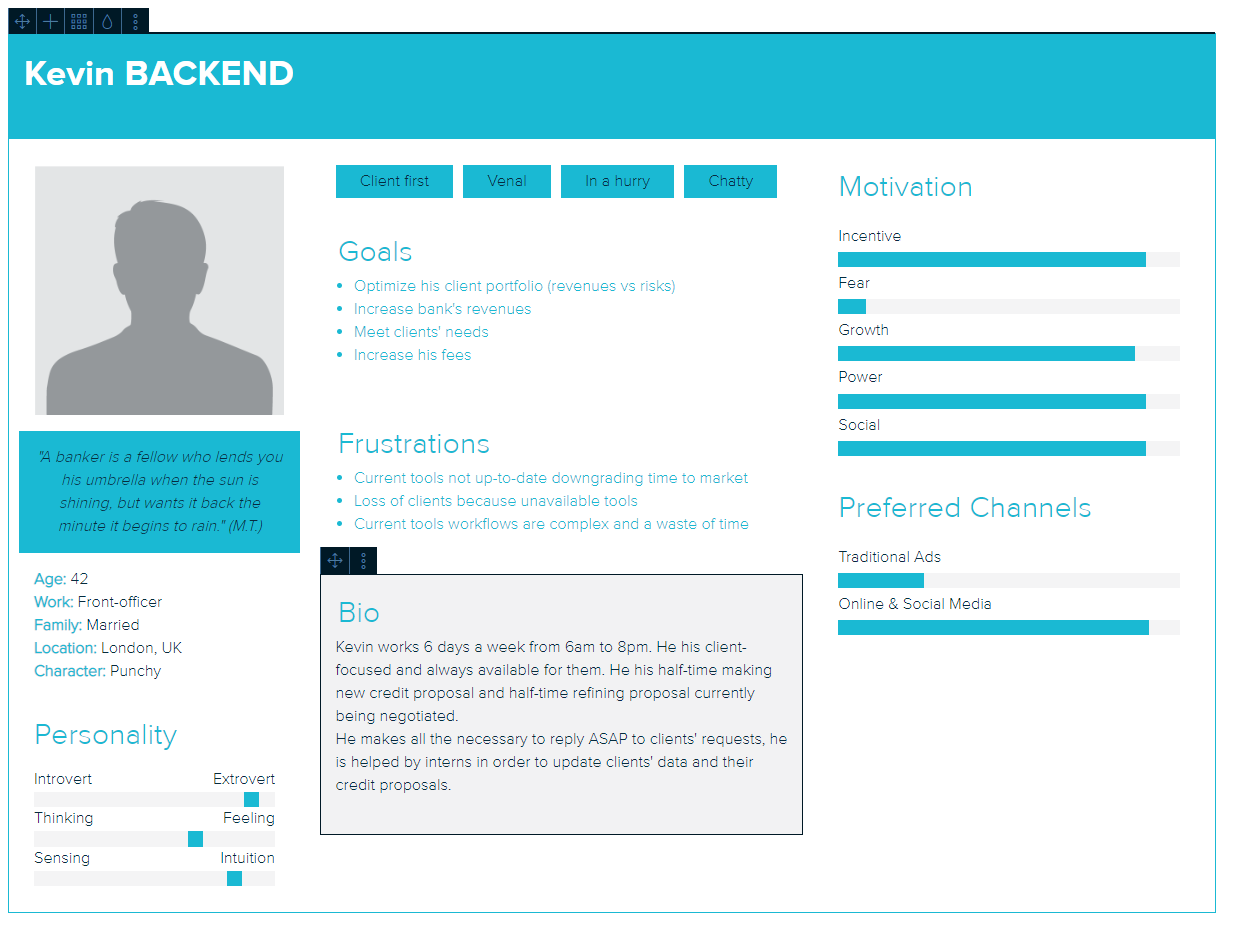 Kevin BACKEND
"A banker is a fellow who lends you
his umbrella when the sun is
shining, but wants it back the
minute it begins to rain." (M.T.)
Age: 42
Work: Front-officer
Family: Married
Location: London, UK
Character: Punchy
Personality
Introvert Extrovert
Thinking Feeling
Sensing Intuition
Client first Venal In a hurry Chatty
Goals
• Optimize his client portfolio (revenues vs risks)
• Increase bank's revenues
• Meet clients' needs
• Increase his fees
Frustrations
• Current tools not up-to-date downgrading time to market
• Loss of clients because unavailable tools
• Current tools workflows are complex and a waste of time
Bio
Kevin works 6 days a week from 6am to 8pm. He his client-
focused and always available for them. He his half-time making
new credit proposal and half-time refining proposal currently
being negotiated.
He makes all the necessary to reply ASAP to clients' requests, he
is helped by interns in order to update clients' data and their
credit proposals.
Motivation
Incentive
Fear
Growth
Power
Social
Preferred Channels
Traditional Ads
Online & Social Media